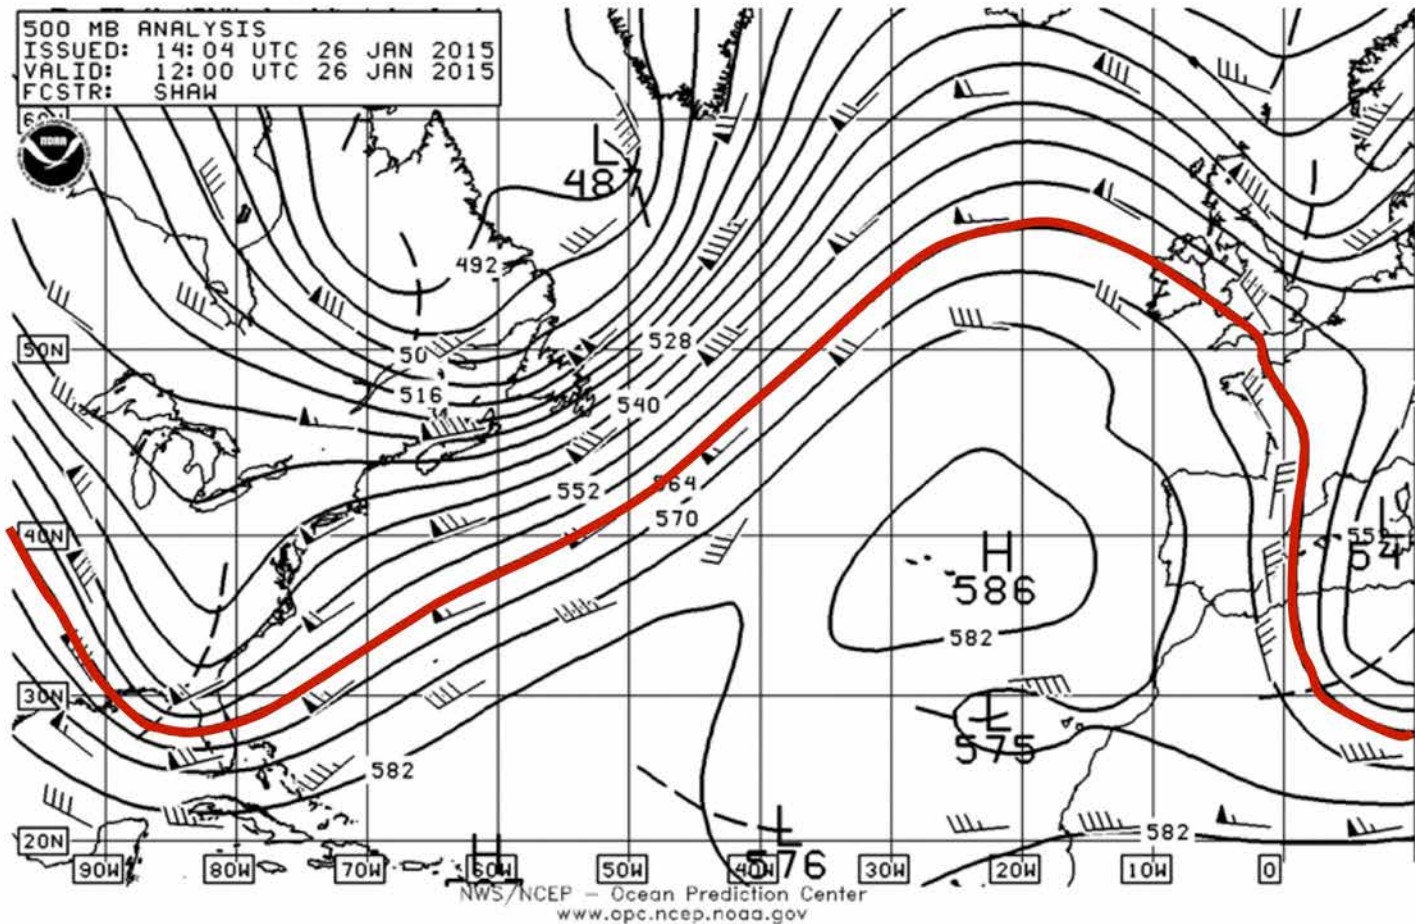 500 MB ANALYSIS
ISSUED: 14:04 UTC 26 JAN 2015
VALID: 12:00 UTC 26 JAN 2015
FCSTR: SHAW
NOAA
L
487
492
50N
50
528
516
540
552
564
570
40N
H
586
582
L
552
54
30N
L
575
582
L
576
582
20N
H
90W
80W
70W
60W
50W
40W
30W
20W
10W
0
NWS/NCEP – Ocean Prediction Center
www.opc.ncep.noaa.gov